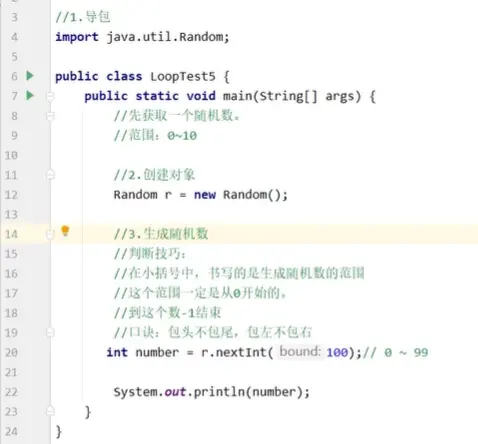 3 //1.导包
4 import java.util.Random;
5
6 public class LoopTest5 {
7 public static void main(String[] args) {
8 //先获取一个随机数。
9 //范围：0~10
10
11 //2.创建对象
12 Random r = new Random();
13
14 //3.生成随机数
15 //判断技巧：
16 //在小括号中，书写的是生成随机数的范围
17 //这个范围一定是从0开始的。
18 //到这个数-1结束
19 //口诀：包头不包尾，包左不包右
20 int number = r.nextInt( bound: 100);// 0 ~ 99
21
22 System.out.println(number);
23 }
24 }